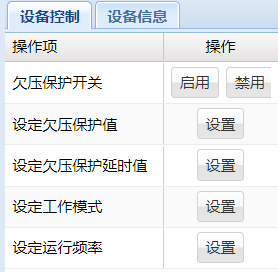 设备控制 设备信息
操作项 操作
欠压保护开关 启用 禁用
设定欠压保护值 设置
设定欠压保护延时值 设置
设定工作模式 设置
设定运行频率 设置